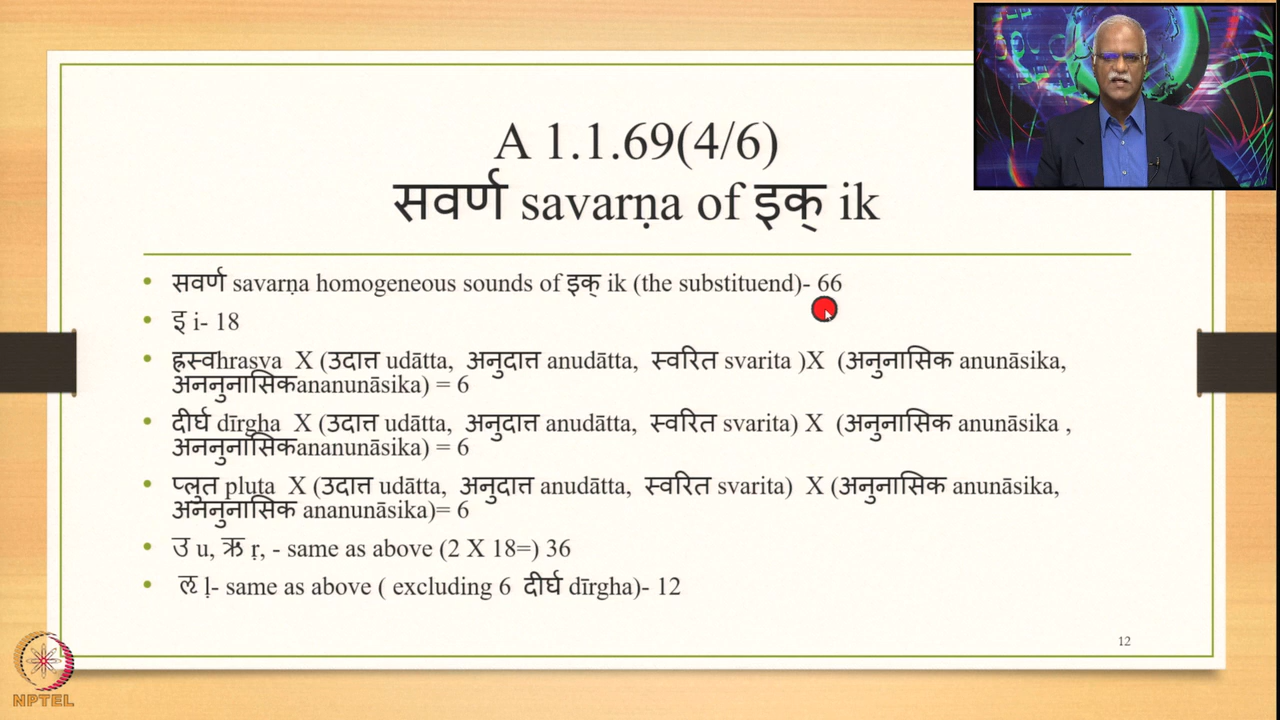 A 1.1.69(4/6)
सवर्ण savarṇa of इक् ik
• सवर्ण savarṇa homogeneous sounds of इक् ik (the substituend)- 66
• इ i- 18
• ह्रस्वhrasva X (उदात्त udātta, अनुदात्त anudātta, स्वरित svarita )X (अनुनासिक anunāsika,
अननुनासिकananunāsika) = 6
• दीर्घ dīrgha X (उदात्त udātta, अनुदात्त anudātta, स्वरित svarita) X (अनुनासिक anunāsika ,
अननुनासिकananunāsika) = 6
• प्लुत pluta X (उदात्त udātta, अनुदात्त anudātta, स्वरित svarita) X (अनुनासिक anunāsika,
अननुनासिक ananunāsika)= 6
• उ u, ऋ ṛ, - same as above (2 X 18=) 36
• ऌ ḷ- same as above ( excluding 6 दीर्घ dīrgha)- 12
12
NPTEL